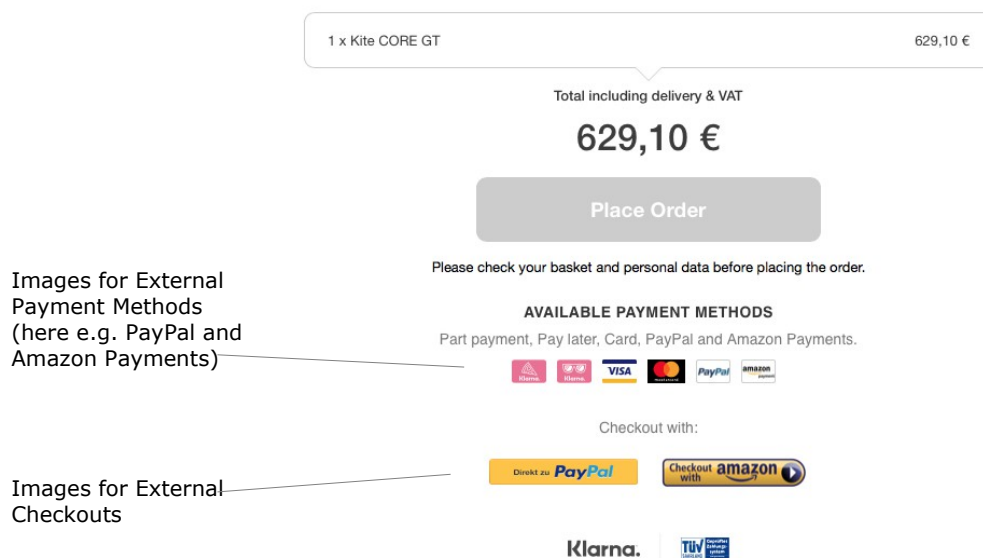 1 x Kite CORE GT 629,10 €
Total including delivery & VAT
629,10 €
Place Order
Please check your basket and personal data before placing the order.
Images for External
Payment Methods
(here e.g. PayPal and
Amazon Payments)
AVAILABLE PAYMENT METHODS
Part payment, Pay later, Card, PayPal and Amazon Payments.
Klarna. Klarna. VISA PayPal amazon
Checkout with:
Direkt zu PayPal Checkout with amazon
Images for External
Checkouts
Klarna. TÜV Geprüftes Zahlungs-system